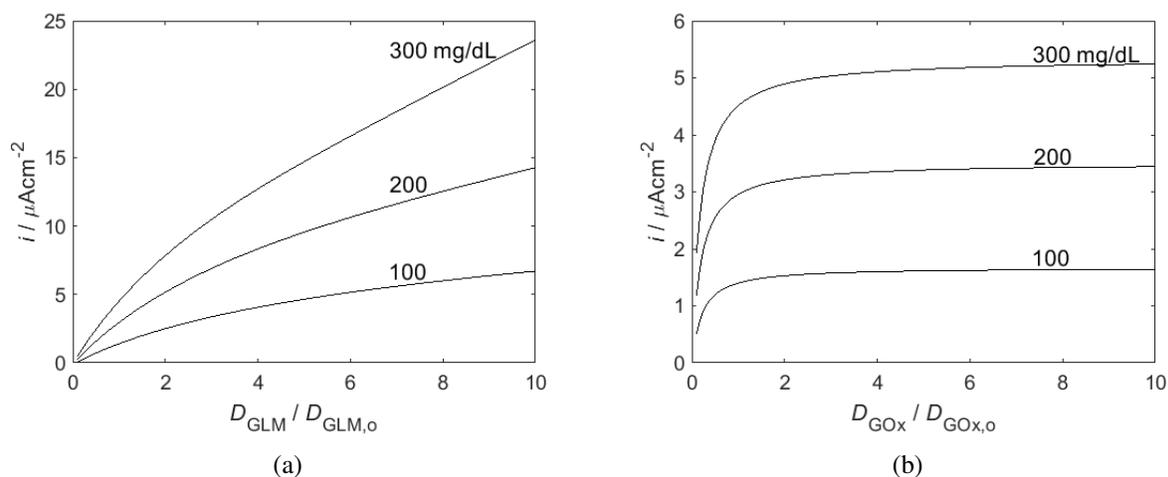 25
20
15
10
5
0
i / μAcm-2
300 mg/dL
200
100
0 2 4 6 8 10
DGLM / DGLM,o
(a)
6
5
4
3
2
1
0
i / μAcm-2
300 mg/dL
200
100
0 2 4 6 8 10
DGOx / DGOx,o
(b)